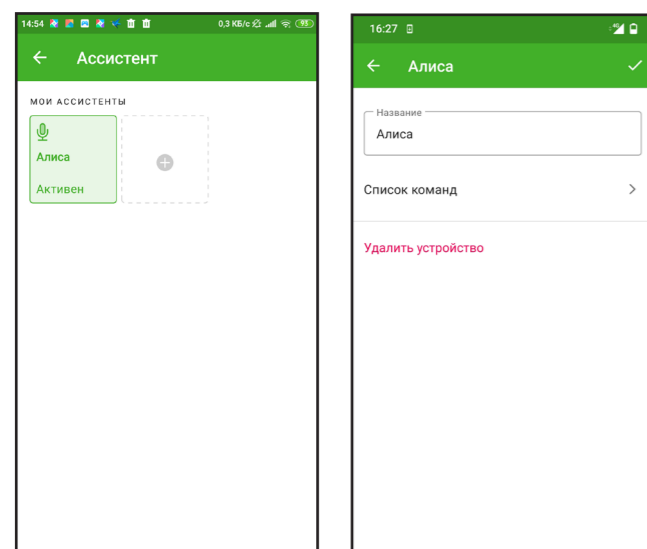 14:54 0,3 КБ/с 95
Ассистент
МОИ АССИСТЕНТЫ
Алиса
Активен
16:27
Алиса
Название
Алиса
Список команд
Удалить устройство